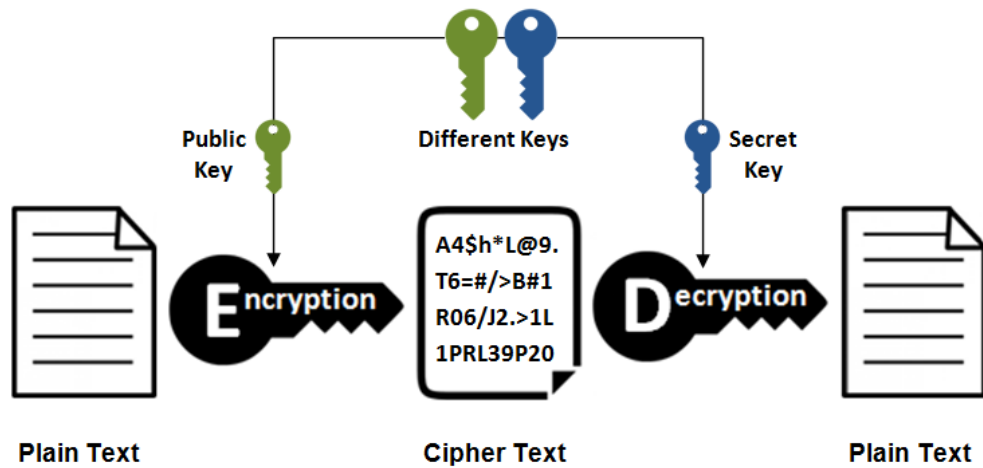 Public
Key
Different Keys
Secret
Key
Encryption
A4$h*L@9.
T6=#/>B#1
R06/J2.>1L
1PRL39P20
Decryption
Plain Text
Cipher Text
Plain Text